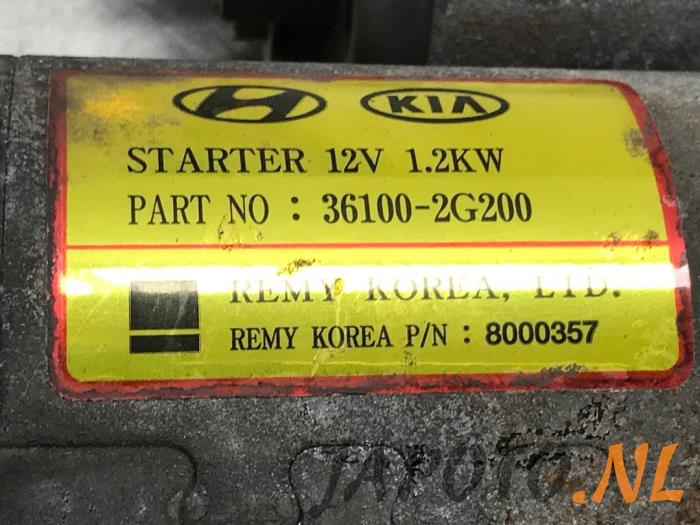 KIA
STARTER 12V 1.2KW
PART NO : 36100-2G200
REMY KOREA, LTD.
REMY KOREA P/N : 8000357
JAPOTO.NL